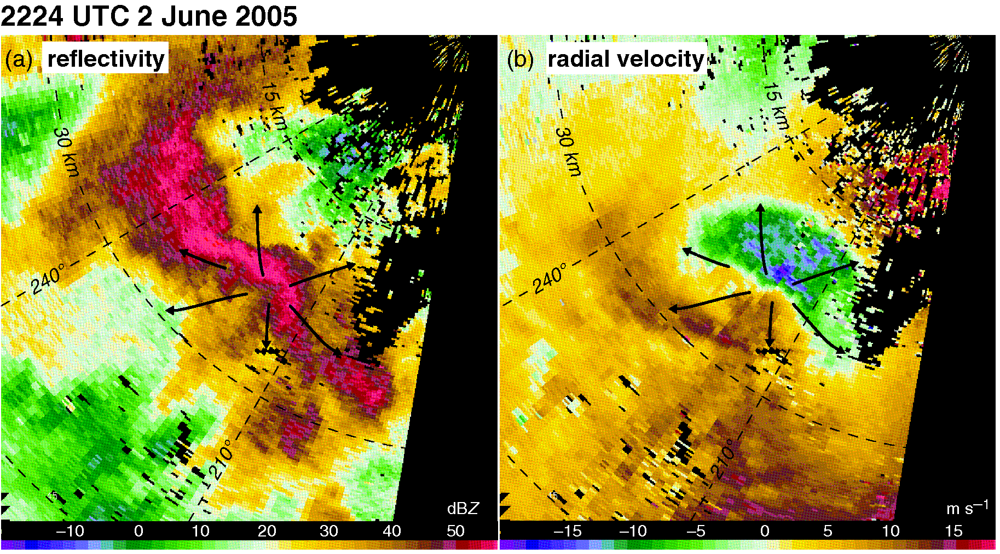 2224 UTC 2 June 2005
(a) reflectivity
15 km
30 km
240°
210°
dBZ
−10 0 10 20 30 40 50
(b) radial velocity
15 km
30 km
240°
210°
m s−1
−15 −10 −5 0 5 10 15